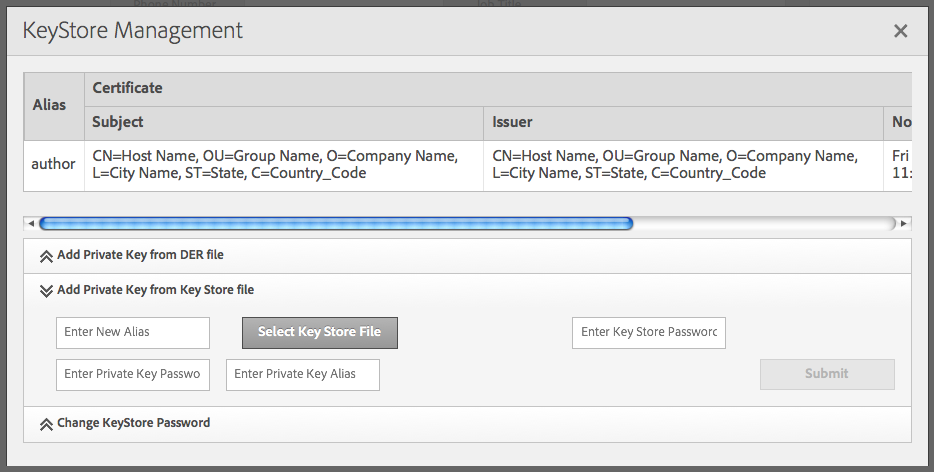 Phone Number Job Title
KeyStore Management
Alias
Certificate
Subject Issuer No
author
CN=Host Name, OU=Group Name, O=Company Name, CN=Host Name, OU=Group Name, O=Company Name, Fri
L=City Name, ST=State, C=Country_Code L=City Name, ST=State, C=Country_Code 11:
Add Private Key from DER file
Add Private Key from Key Store file
Enter New Alias Select Key Store File Enter Key Store Password
Enter Private Key Passwo Enter Private Key Alias Submit
Change KeyStore Password